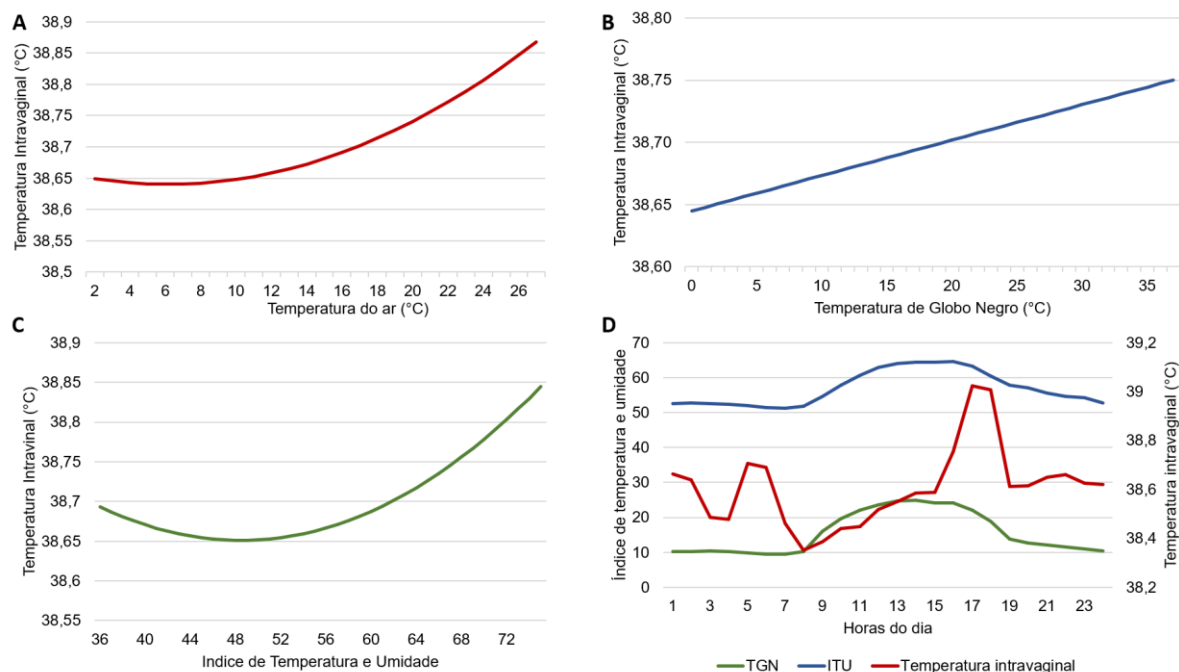 A
Temperatura Intravaginal (°C)
38,9
38,85
38,8
38,75
38,7
38,65
38,6
38,55
38,5
2 4 6 8 10 12 14 16 18 20 22 24 26
Temperatura do ar (°C)
B
Temperatura Intravaginal (°C)
38,80
38,75
38,70
38,65
38,60
0 5 10 15 20 25 30 35
Temperatura de Globo Negro (°C)
C
Temperatura Intravinal (°C)
38,9
38,85
38,8
38,75
38,7
38,65
38,6
38,55
36 40 44 48 52 56 60 64 68 72
Indice de Temperatura e Umidade
D
Índice de temperatura e umidade
70
60
50
40
30
20
10
0
39,2
39
38,8
38,6
38,4
38,2
Temperatura intravaginal (°C)
1 3 5 7 9 11 13 15 17 19 21 23
Horas do dia
TGN ITU Temperatura intravaginal